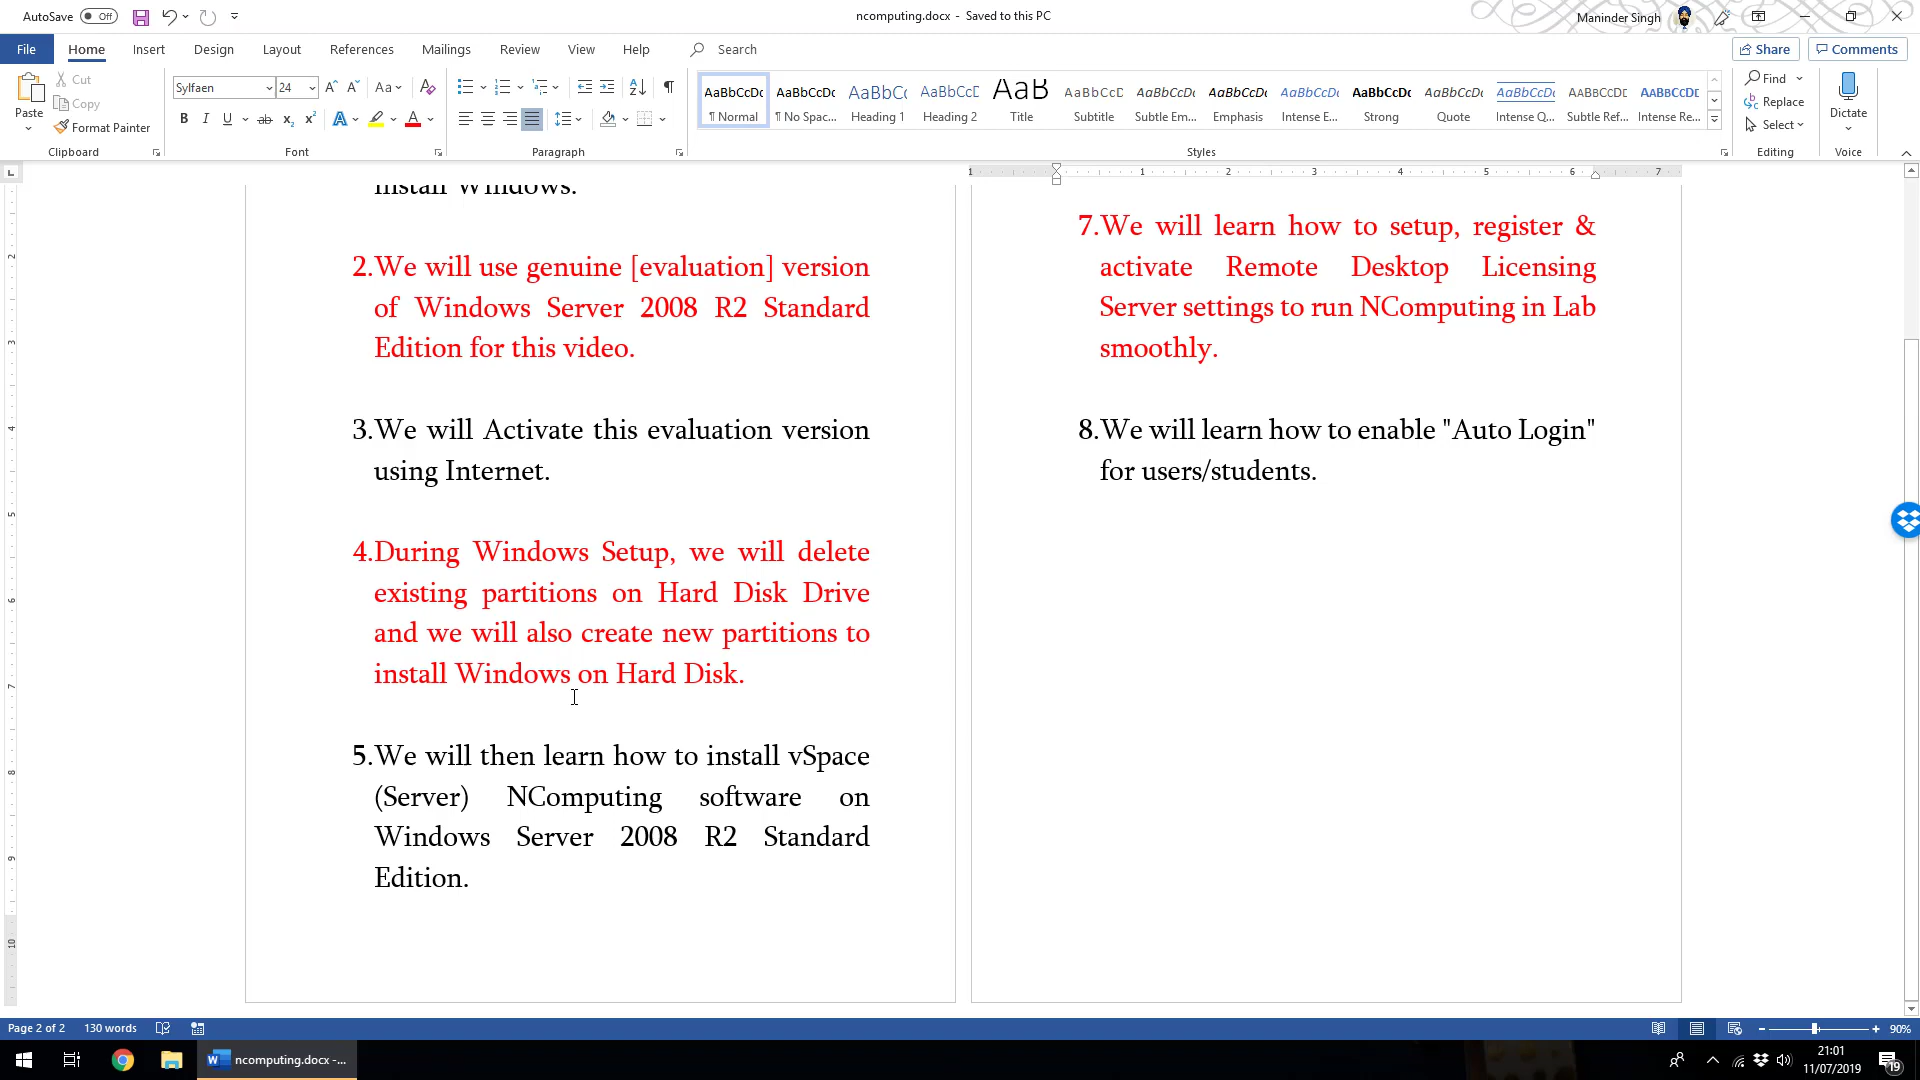 AutoSave Off
ncomputing.docx - Saved to this PC
Maninder Singh
File Home Insert Design Layout References Mailings Review View Help Search
Share Comments
Paste
Cut
Copy
Format Painter
Clipboard
Sylfaen 24
Font
Paragraph
AaBbCcDc AaBbCcDc AaBbCc AaBbCcD AaB AaBbCcD AaBbCcDc AaBbCcDc AaBbCcDc AaBbCcDc AaBbCcDc AaBbCcDc AABBCCDD AABBCCDD
¶ Normal ¶ No Spac... Heading 1 Heading 2 Title Subtitle Subtle Em... Emphasis Intense E... Strong Quote Intense Q... Subtle Ref... Intense Re...
Styles
Find
Replace
Select
Editing
Dictate
Voice
install Windows.
2.We will use genuine [evaluation] version
of Windows Server 2008 R2 Standard
Edition for this video.
3.We will Activate this evaluation version
using Internet.
4.During Windows Setup, we will delete
existing partitions on Hard Disk Drive
and we will also create new partitions to
install Windows on Hard Disk.
5.We will then learn how to install vSpace
(Server) NComputing software on
Windows Server 2008 R2 Standard
Edition.
7.We will learn how to setup, register &
activate Remote Desktop Licensing
Server settings to run NComputing in Lab
smoothly.
8.We will learn how to enable "Auto Login"
for users/students.
Page 2 of 2 130 words
90%
ncomputing.docx -...
21:01
11/07/2019
19